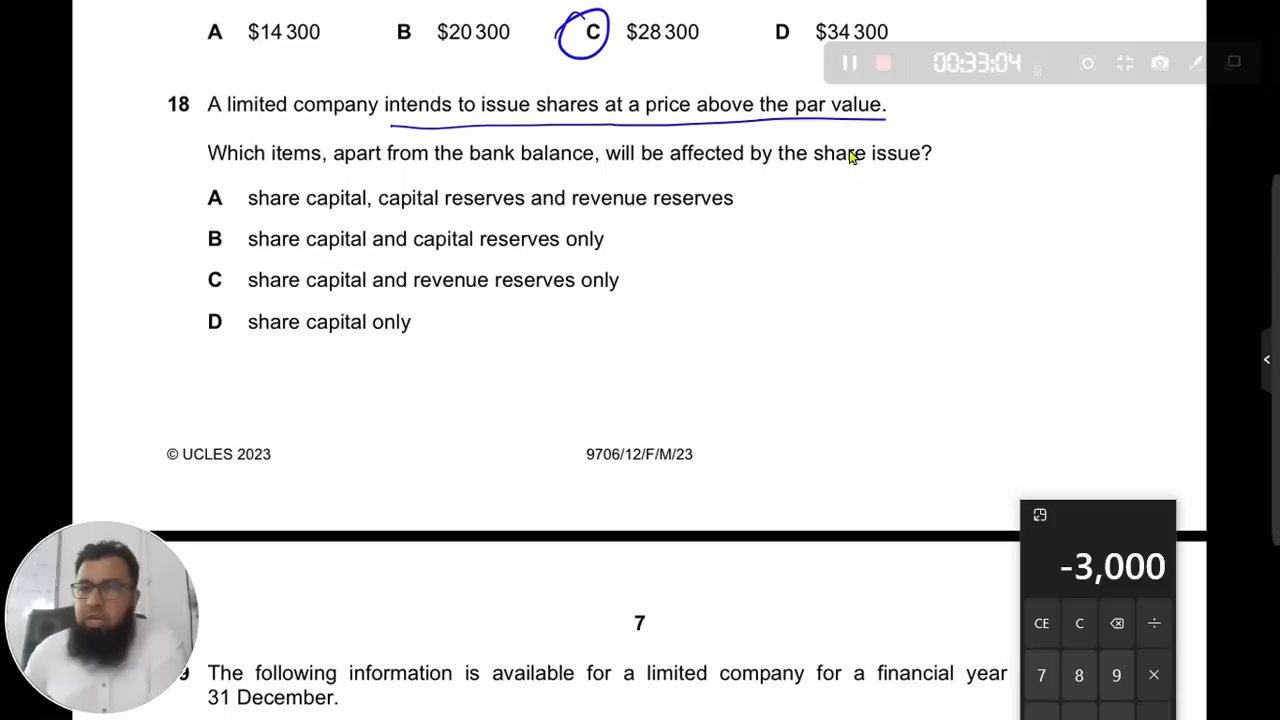 A $14 300 B $20 300 C $28 300 D $34 300
00:33:04
18 A limited company intends to issue shares at a price above the par value.
Which items, apart from the bank balance, will be affected by the share issue?
A share capital, capital reserves and revenue reserves
B share capital and capital reserves only
C share capital and revenue reserves only
D share capital only
© UCLES 2023 9706/12/F/M/23
-3,000
CE C ÷
7 8 9 ×
7
9 The following information is available for a limited company for a financial year
31 December.